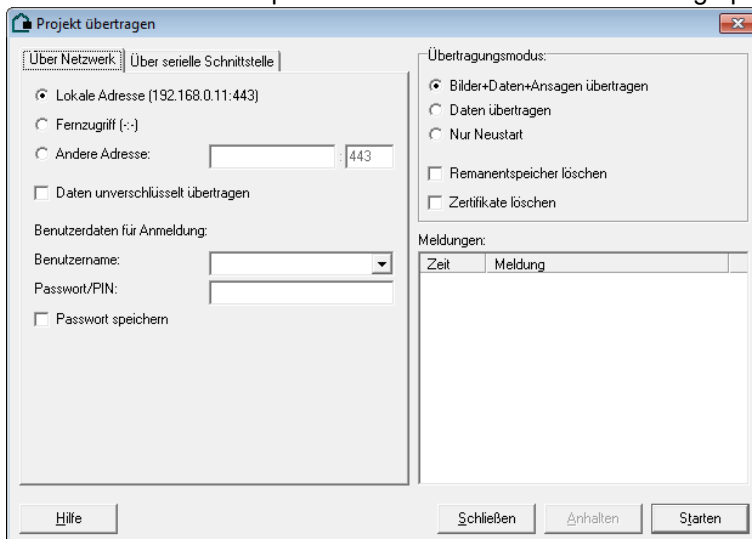 Projekt übertragen
Über Netzwerk Über serielle Schnittstelle
Lokale Adresse (192.168.0.11:443)
Fernzugriff (-:-)
Andere Adresse: : 443
Daten unverschlüsselt übertragen
Benutzerdaten für Anmeldung:
Benutzername:
Passwort/PIN:
Passwort speichern
Übertragungsmodus:
Bilder+Daten+Ansagen übertragen
Daten übertragen
Nur Neustart
Remanentspeicher löschen
Zertifikate löschen
Meldungen:
Zeit Meldung
Hilfe Schließen Anhalten Starten